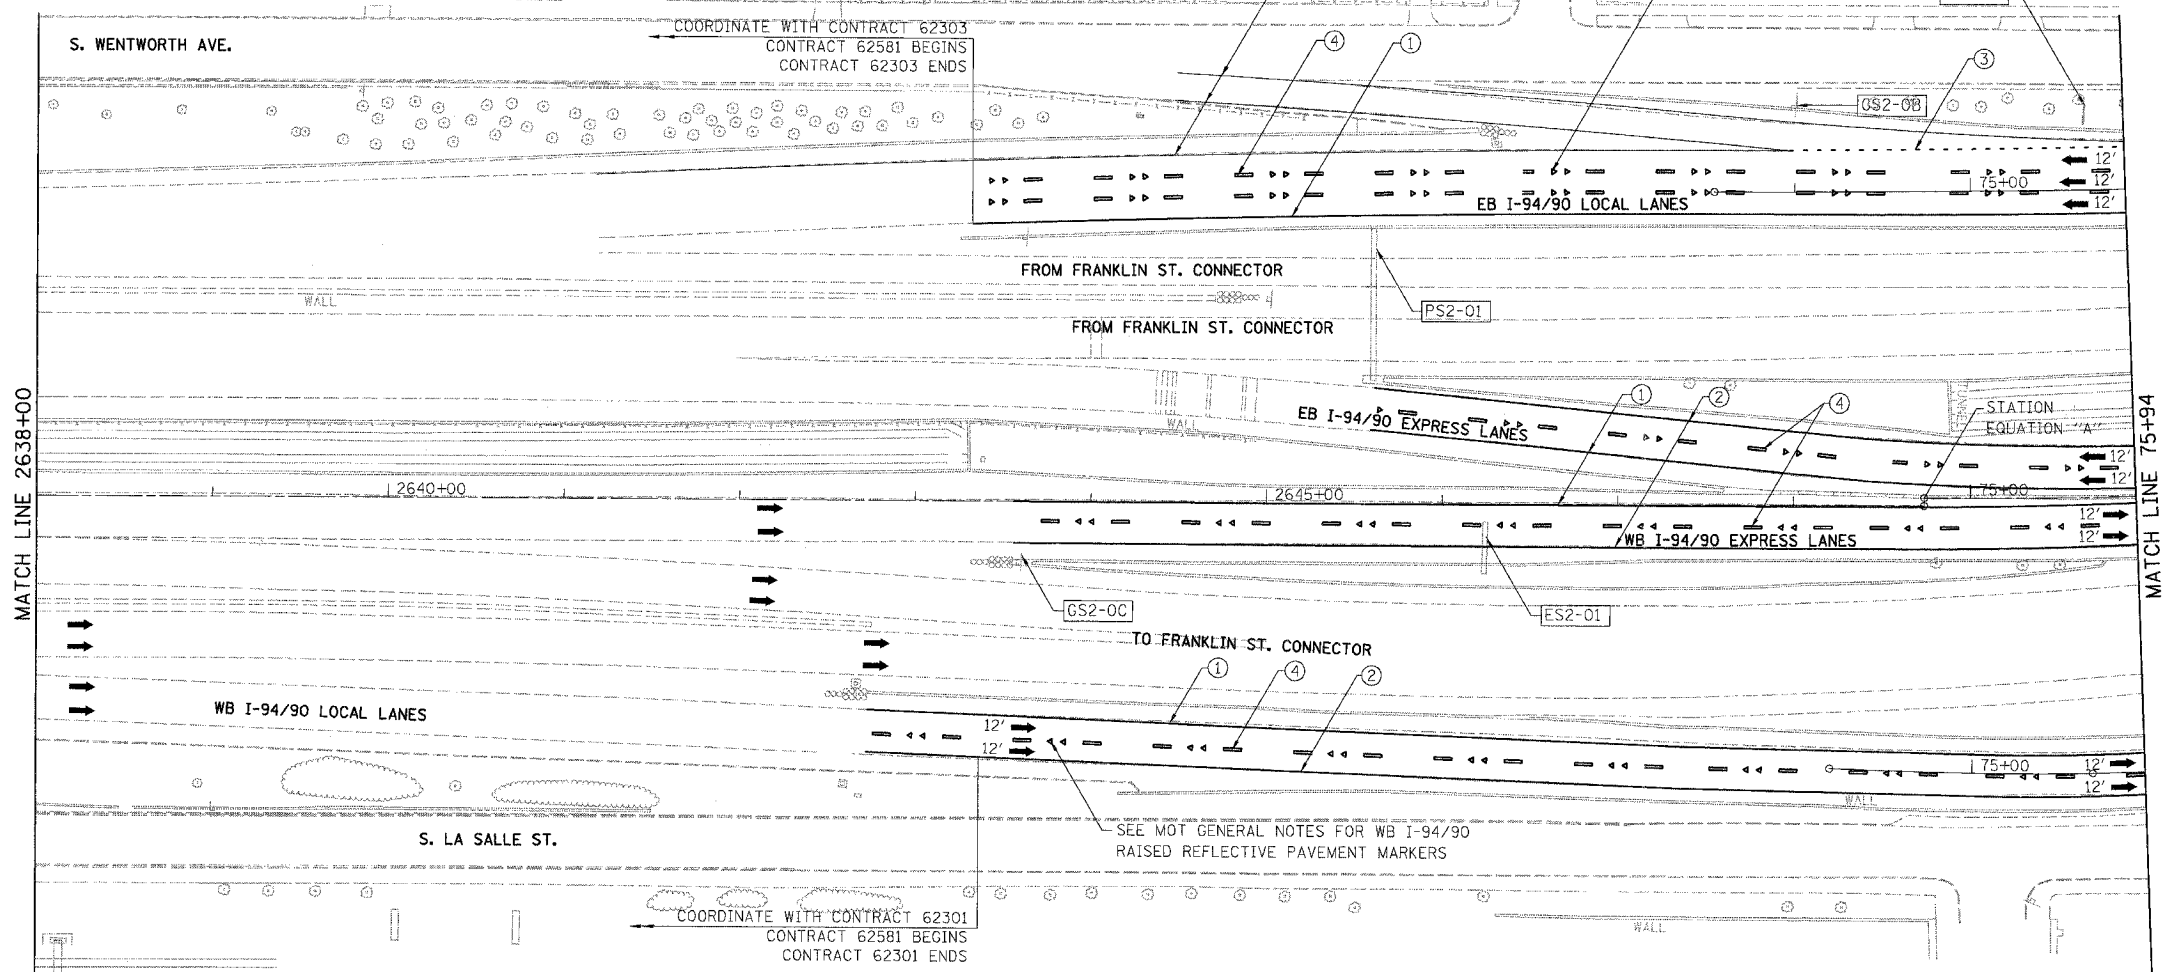 S. WENTWORTH AVE.
COORDINATE WITH CONTRACT 62303
CONTRACT 62581 BEGINS
CONTRACT 62303 ENDS
4
1
3
GS2-0B
12'
75+00
12'
12'
EB I-94/90 LOCAL LANES
FROM FRANKLIN ST. CONNECTOR
WALL
PS2-01
FROM FRANKLIN ST. CONNECTOR
MATCH LINE 2638+00
MATCH LINE 75+94
1
2
4
STATION
EQUATION "A"
EB I-94/90 EXPRESS LANES
WALL
12'
12'
2640+00
2645+00
75+00
12'
12'
WB I-94/90 EXPRESS LANES
GS2-0C
ES2-01
TO FRANKLIN ST. CONNECTOR
1
4
2
WB I-94/90 LOCAL LANES
12'
12'
75+00
12'
12'
WALL
SEE MOT GENERAL NOTES FOR WB I-94/90
RAISED REFLECTIVE PAVEMENT MARKERS
S. LA SALLE ST.
COORDINATE WITH CONTRACT 62301
CONTRACT 62581 BEGINS
CONTRACT 62301 ENDS
WALL